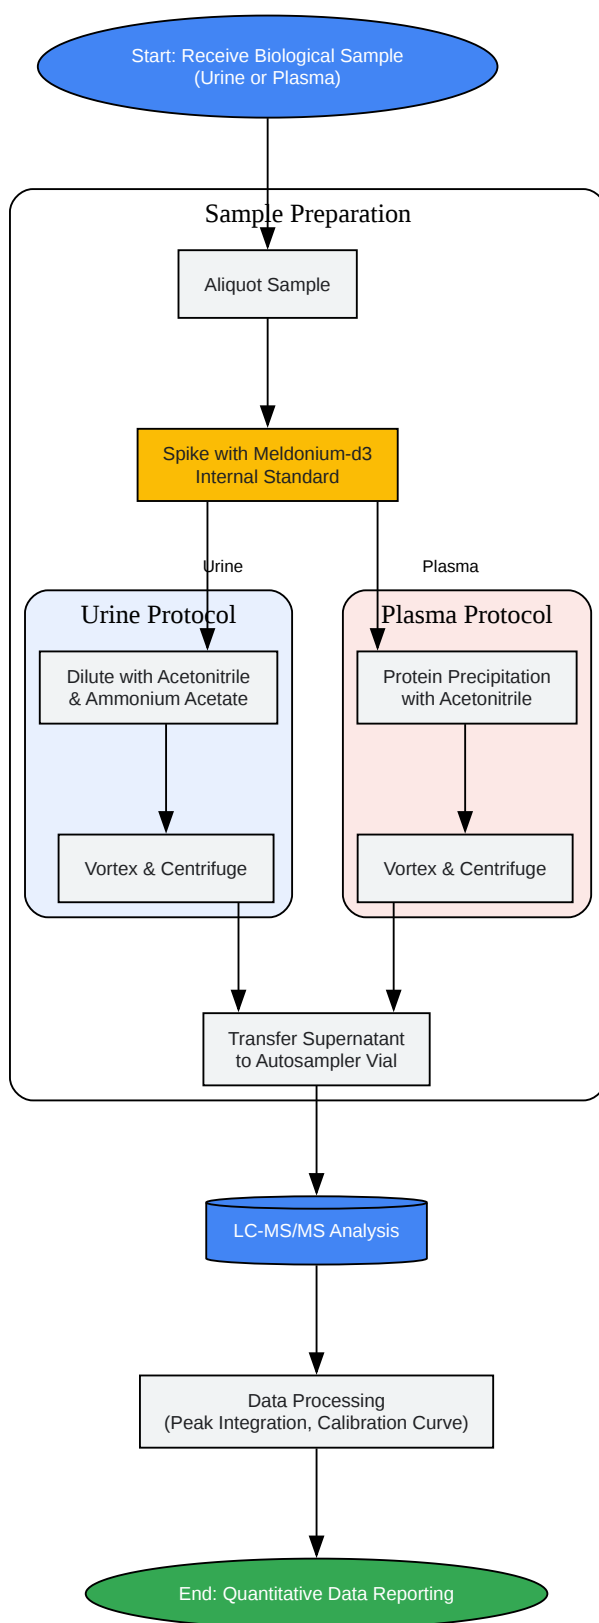 Start: Receive Biological Sample
(Urine or Plasma)
Sample Preparation
Aliquot Sample
Spike with Meldonium-d3
Internal Standard
Urine
Plasma
Urine Protocol
Dilute with Acetonitrile
& Ammonium Acetate
Vortex & Centrifuge
Plasma Protocol
Protein Precipitation
with Acetonitrile
Vortex & Centrifuge
Transfer Supernatant
to Autosampler Vial
LC-MS/MS Analysis
Data Processing
(Peak Integration, Calibration Curve)
End: Quantitative Data Reporting